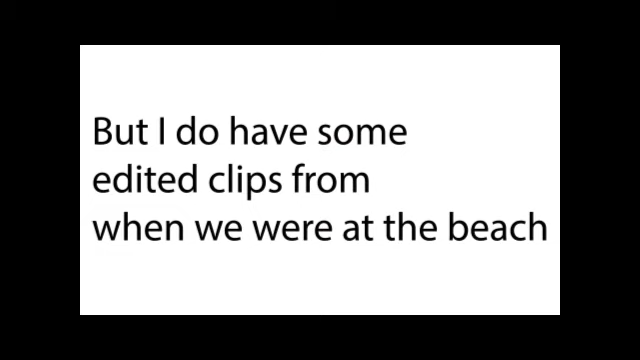 But I do have some
edited clips from
when we were at the beach